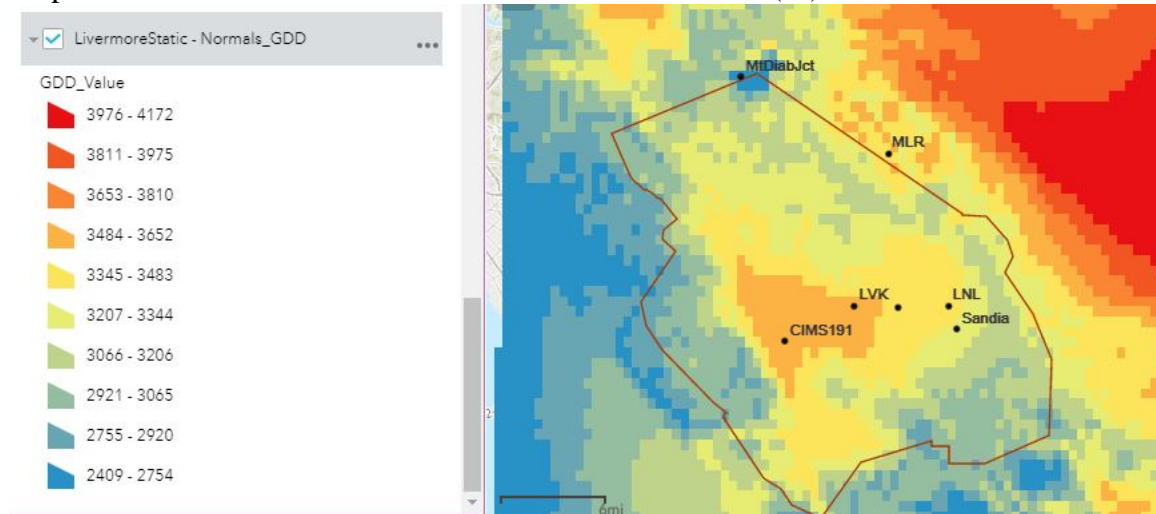 LivermoreStatic - Normals_GDD
GDD_Value
3976 - 4172
3811 - 3975
3653 - 3810
3484 - 3652
3345 - 3483
3207 - 3344
3066 - 3206
2921 - 3065
2755 - 2920
2409 - 2754
MtDiabJct
MLR
LVK
LNL
Sandia
CIMS191
6mi